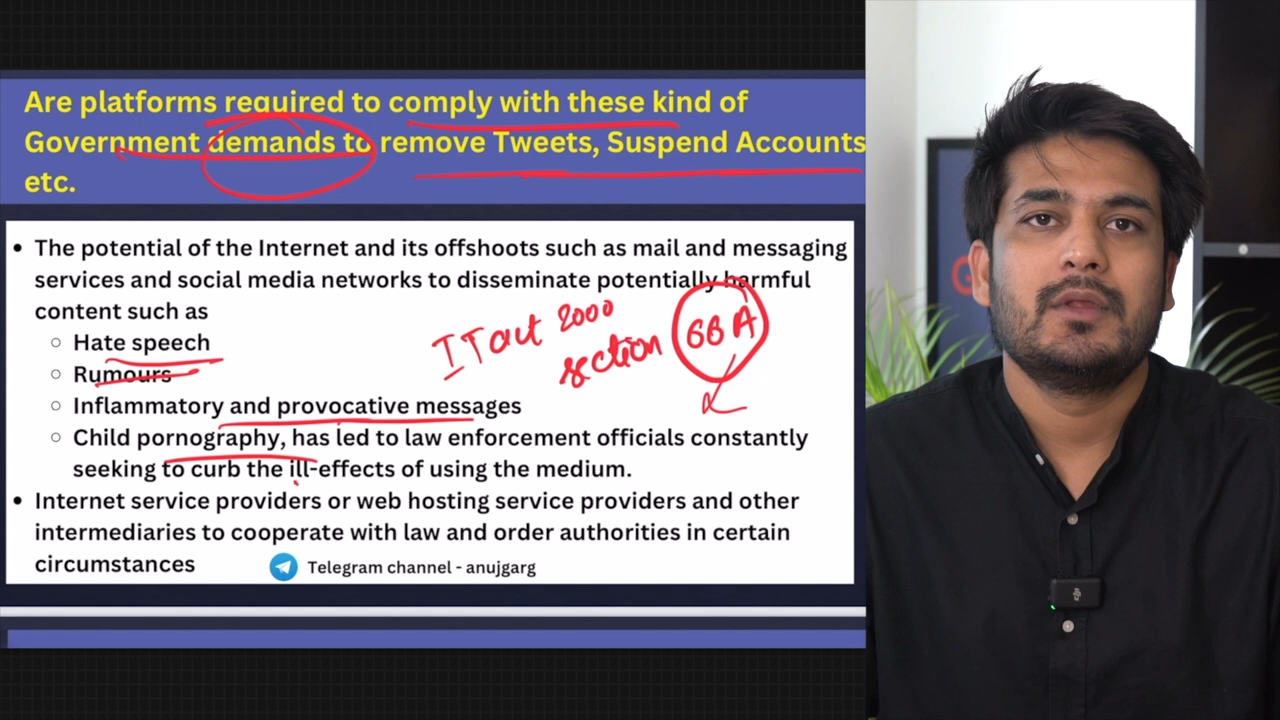 Are platforms required to comply with these kind of
Government demands to remove Tweets, Suspend Accounts
etc.
• The potential of the Internet and its offshoots such as mail and messaging
services and social media networks to disseminate potentially harmful
content such as
○ Hate speech
○ Rumours
○ Inflammatory and provocative messages
○ Child pornography, has led to law enforcement officials constantly
seeking to curb the ill-effects of using the medium.
• Internet service providers or web hosting service providers and other
intermediaries to cooperate with law and order authorities in certain
circumstances
Telegram channel - anujgarg
IT act 2000
section 66 A